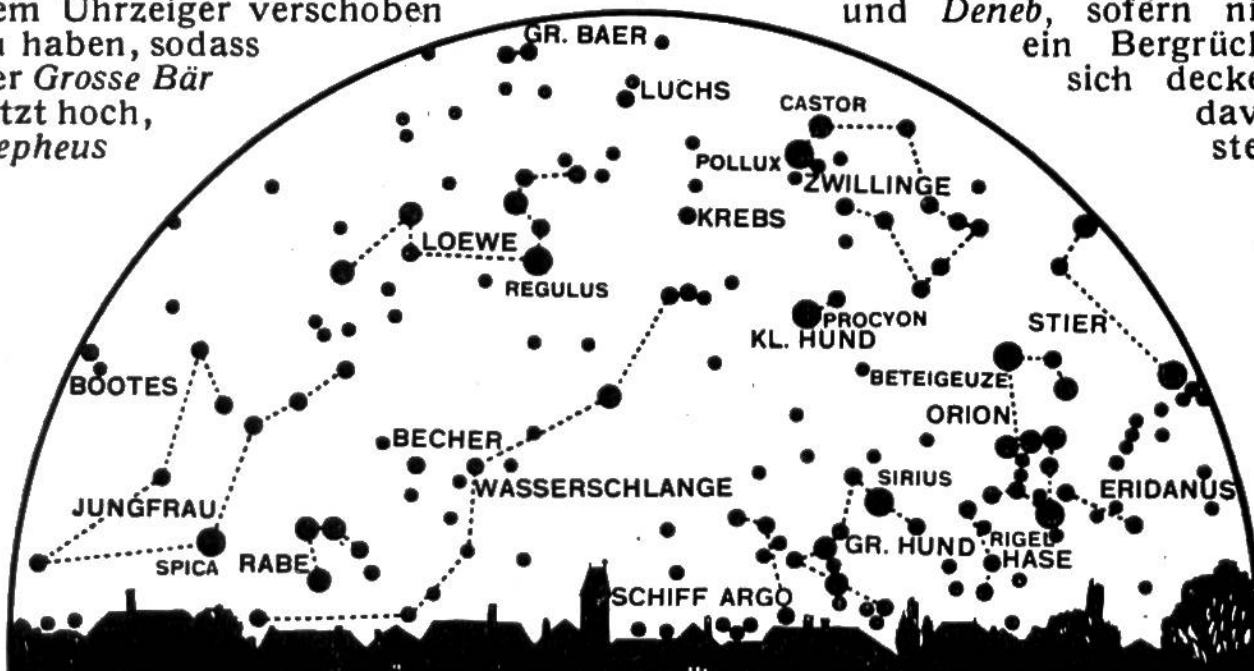 em Uhrzeiger verschoben
u haben, sodass
er Grosse Bär
tzt hoch,
epheus
und Deneb, sofern ni
ein Bergrücl
sich decke
dav
ste
GR. BAER
LUCHS
CASTOR
POLLUX
ZWILLINGE
KREBS
LOEWE
REGULUS
PROCYON
KL. HUND
STIER
BETEIGEUZE
BOOTES
ORION
BECHER
SIRIUS
WASSERSCHLANGE
ERIDANUS
JUNGFRAU
SPICA
RABE
GR. HUND
RIGEL
HASE
SCHIFF ARGO